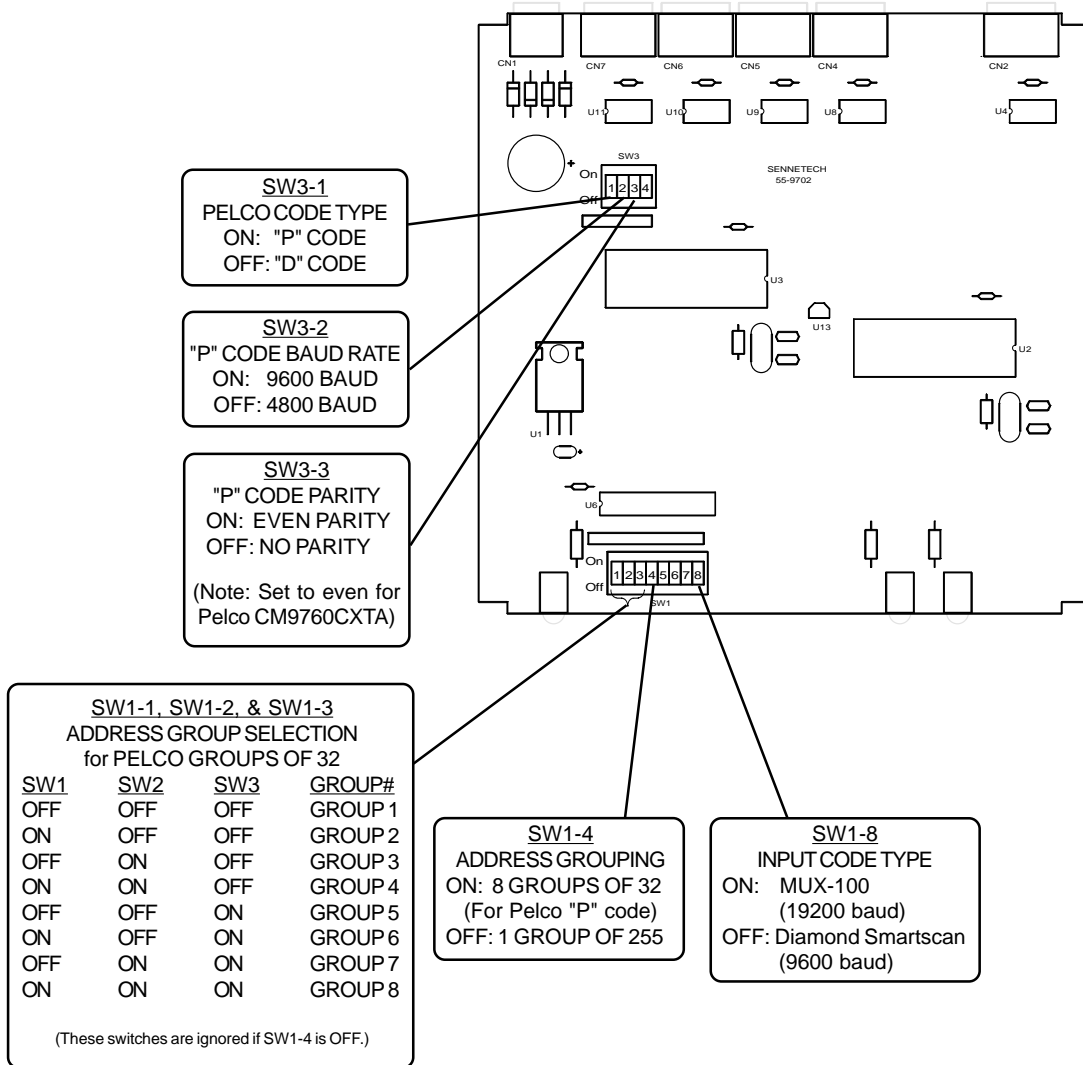 CN1
CN7
CN6
CN5
CN4
CN2
U11
U10
U9
U8
U4
SW3
On
1 2 3 4
Off
SENNETECH
55-9702
U3
U13
U2
U1
U6
On
1 2 3 4 5 6 7 8
Off
SW1
+
+
SW3-1
PELCO CODE TYPE
ON: "P" CODE
OFF: "D" CODE
SW3-2
"P" CODE BAUD RATE
ON: 9600 BAUD
OFF: 4800 BAUD
SW3-3
"P" CODE PARITY
ON: EVEN PARITY
OFF: NO PARITY
(Note: Set to even for
Pelco CM9760CXTA)
SW1-1, SW1-2, & SW1-3
ADDRESS GROUP SELECTION
for PELCO GROUPS OF 32
SW1 SW2 SW3 GROUP#
OFF OFF OFF GROUP 1
ON OFF OFF GROUP 2
OFF ON OFF GROUP 3
ON ON OFF GROUP 4
OFF OFF ON GROUP 5
ON OFF ON GROUP 6
OFF ON ON GROUP 7
ON ON ON GROUP 8
(These switches are ignored if SW1-4 is OFF.)
SW1-4
ADDRESS GROUPING
ON: 8 GROUPS OF 32
(For Pelco "P" code)
OFF: 1 GROUP OF 255
SW1-8
INPUT CODE TYPE
ON: MUX-100
(19200 baud)
OFF: Diamond Smartscan
(9600 baud)